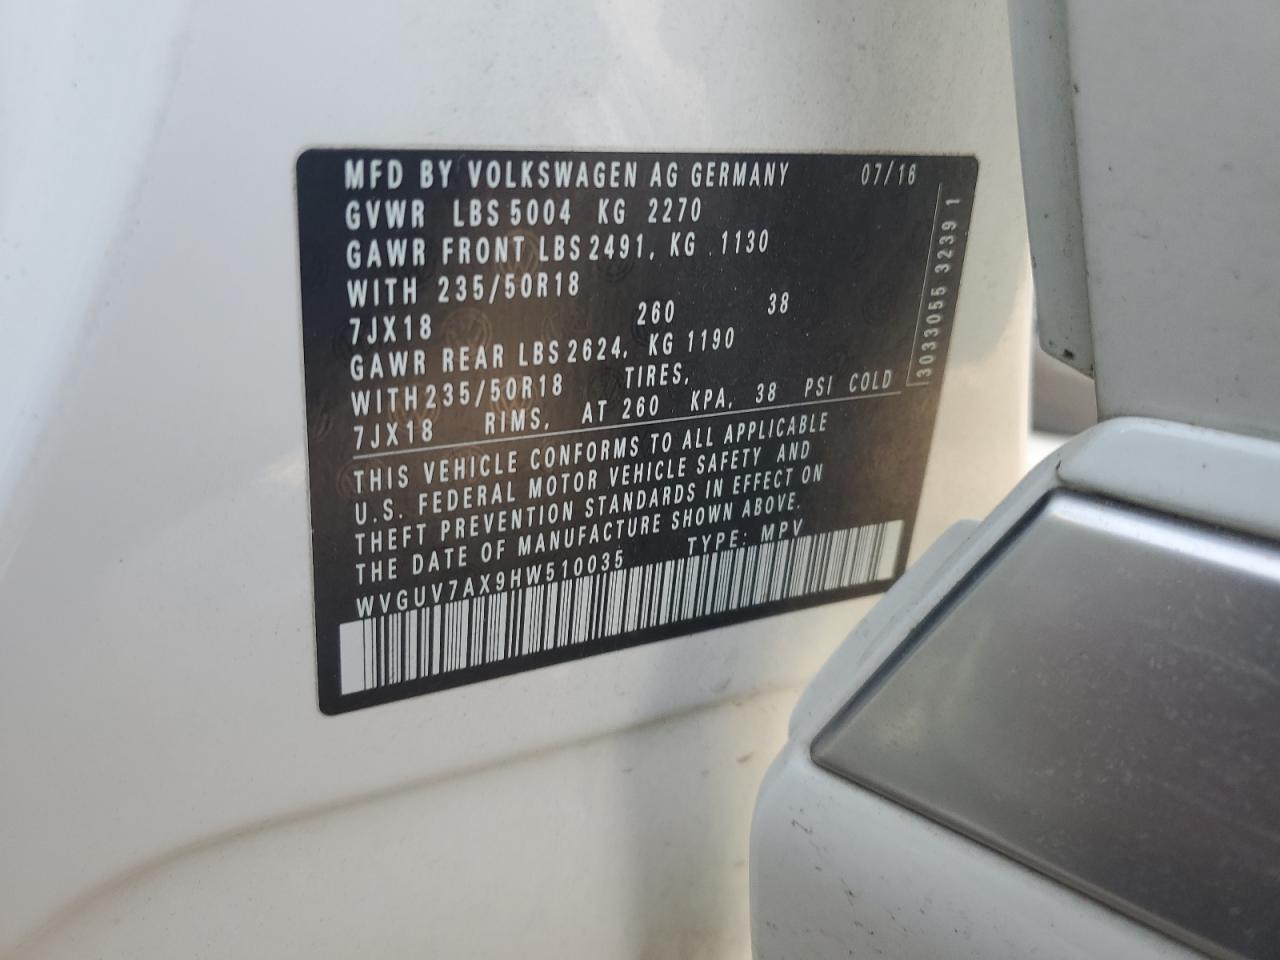 MFD BY VOLKSWAGEN AG GERMANY 07/16
GVWR LBS 5004 KG 2270
GAWR FRONT LBS 2491, KG 1130
WITH 235/50R18
7JX18 260 38
GAWR REAR LBS 2624, KG 1190
WITH 235/50R18 TIRES,
7JX18 RIMS, AT 260 KPA, 38 PSI COLD
THIS VEHICLE CONFORMS TO ALL APPLICABLE
U.S. FEDERAL MOTOR VEHICLE SAFETY AND
THEFT PREVENTION STANDARDS IN EFFECT ON
THE DATE OF MANUFACTURE SHOWN ABOVE.
WVGUV7AX9HW510035 TYPE: MPV
3033055 3239 1